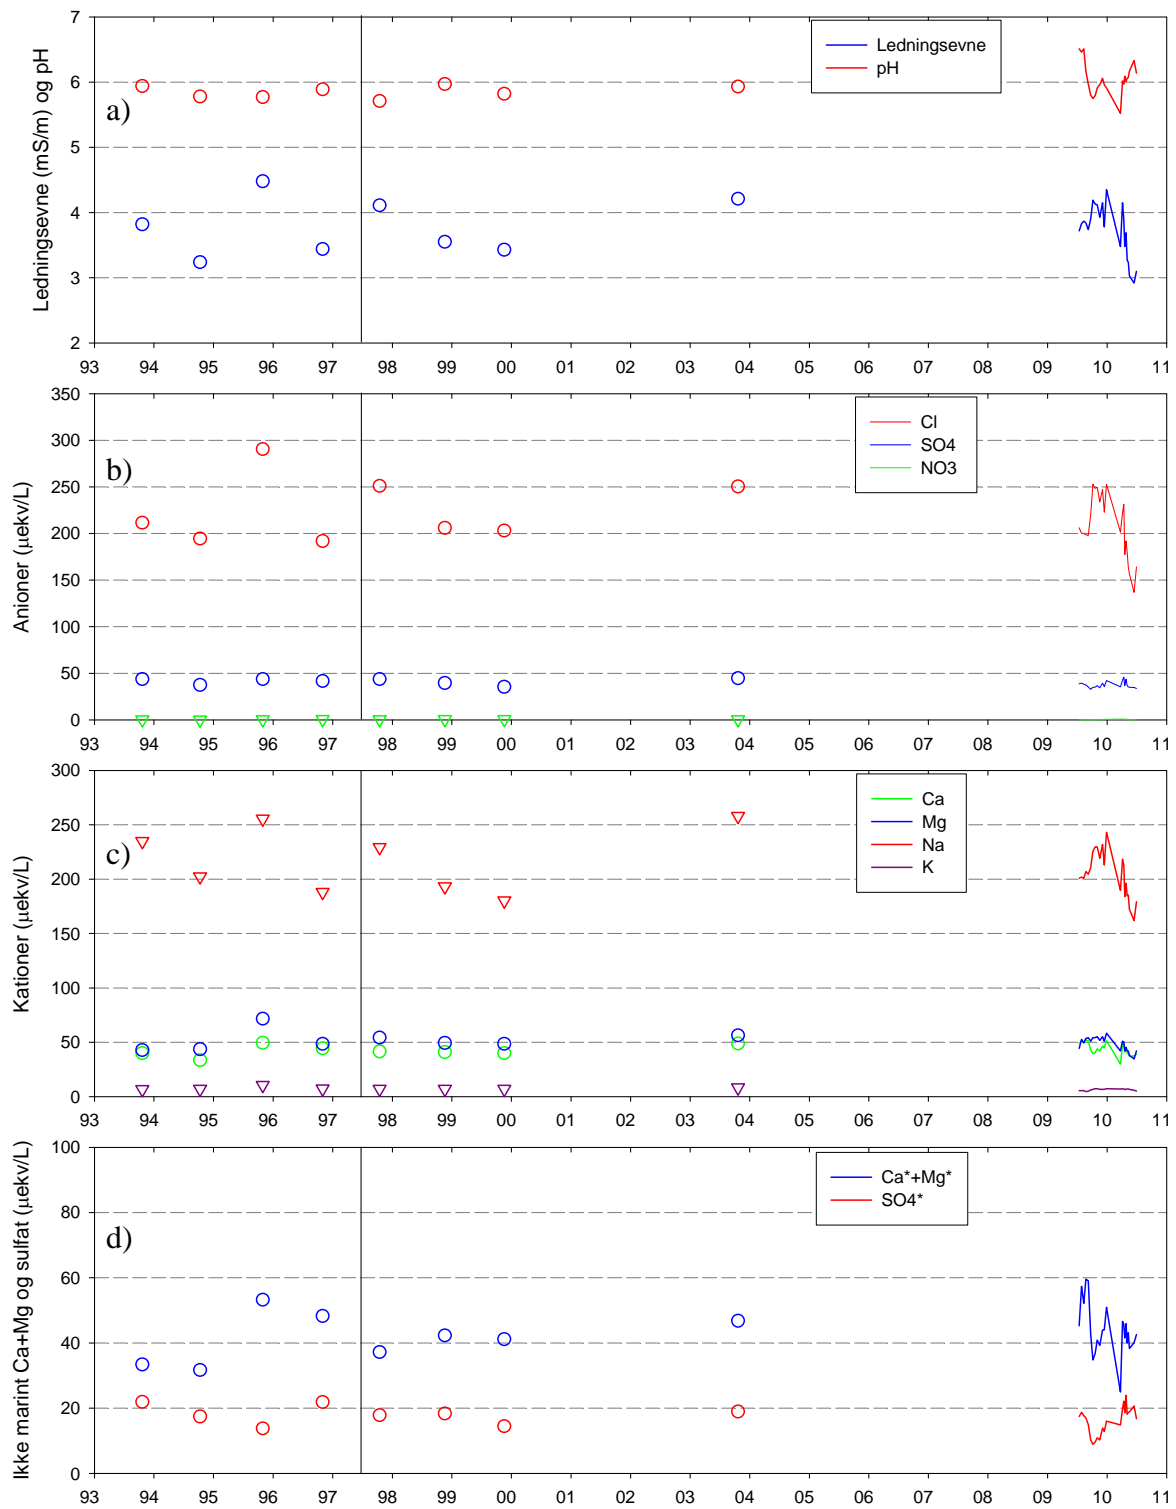 7
6
5
4
3
2
Ledningsevne (mS/m) og pH
a)
Ledningsevne
pH
93 94 95 96 97 98 99 00 01 02 03 04 06 07 08 09 10 11
350
300
250
200
150
100
50
0
Anioner (µekv/L)
b)
Cl
SO4
NO3
93 94 95 96 97 98 99 00 01 02 03 04 06 07 08 09 10 11
300
250
200
150
100
50
0
Kationer (µekv/L)
c)
Ca
Mg
Na
K
93 94 95 96 97 98 99 00 01 02 03 04 06 07 08 09 10 11
100
80
60
40
20
0
Ikke marint Ca+Mg og sulfat (µekv/L)
d)
Ca*+Mg*
SO4*
93 94 95 96 97 98 99 00 01 02 03 04 06 07 08 09 10 11